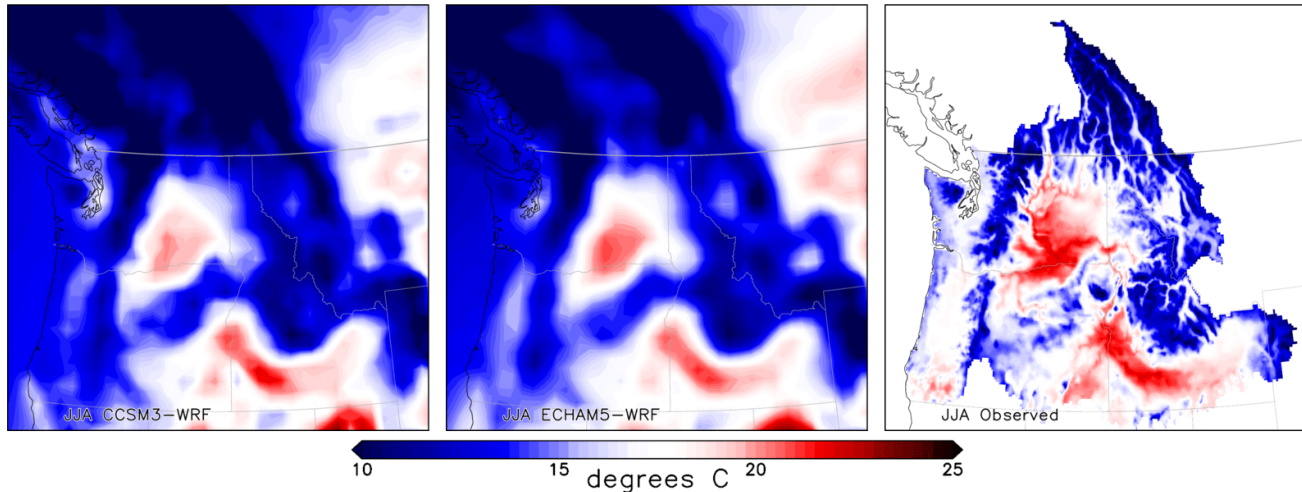 JJA CCSM3-WRF
JJA ECHAM5-WRF
JJA Observed
10 15 20 25
degrees C